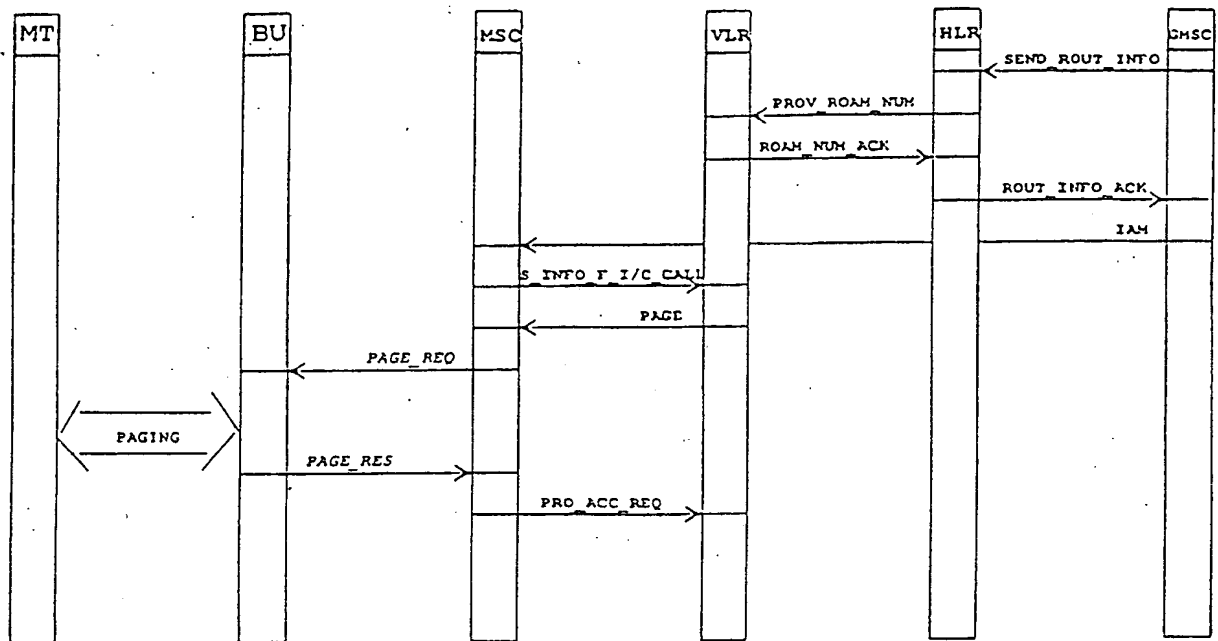 MT BU MSC VLR HLR GMSC
SEND_ROUT_INFO
PROV_ROAM_NUM
ROAM_NUM_ACK
ROUT_INFO_ACK
IAM
S_INFO_F_I/C_CALL
PAGE
PAGE_REQ
PAGING
PAGE_RES
PRO_ACC_REQ